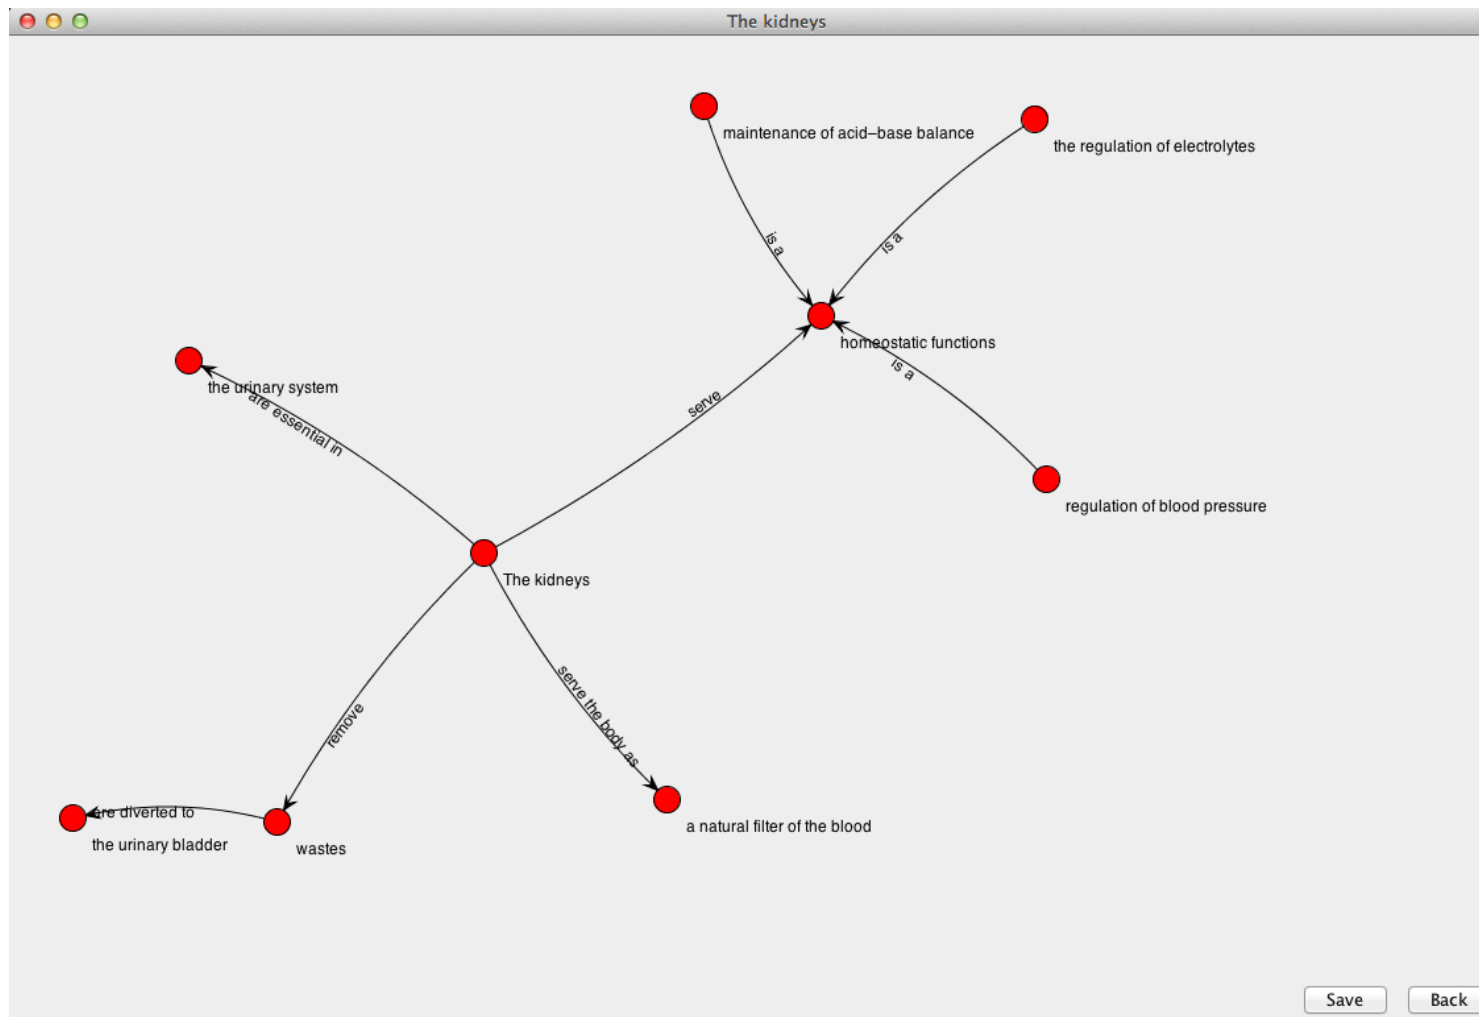 The kidneys
maintenance of acid–base balance
the regulation of electrolytes
is a
is a
homeostatic functions
is a
the urinary system
are essential in
serve
regulation of blood pressure
The kidneys
serve the body as
remove
are diverted to
the urinary bladder
wastes
a natural filter of the blood
Save
Back